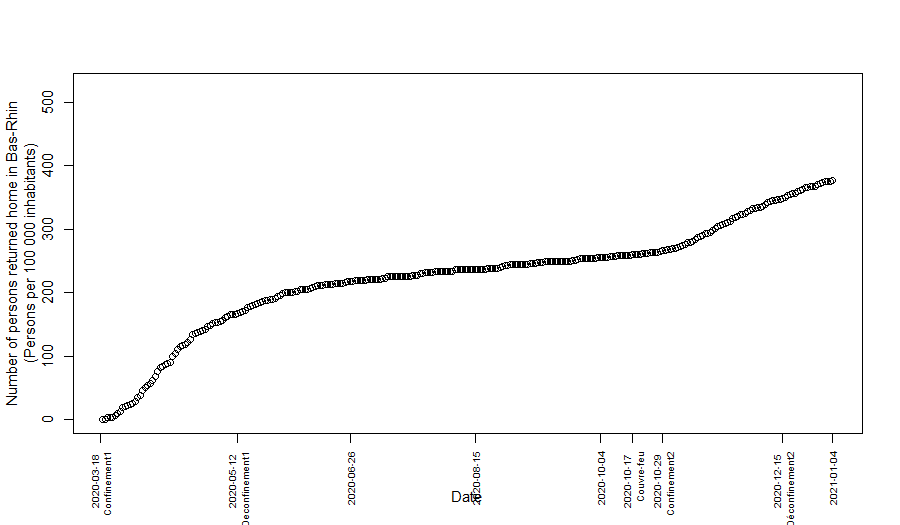 Number of persons returned home in Bas-Rhin
(Persons per 100 000 inhabitants)
500
400
300
200
100
0
2020-03-18
Confinement1
2020-05-12
Déconfinement1
2020-06-26
2020-08-15
2020-10-04
2020-10-17
Couvre-feu
2020-10-29
Confinement2
2020-12-15
Déconfinement2
2021-01-04
Date